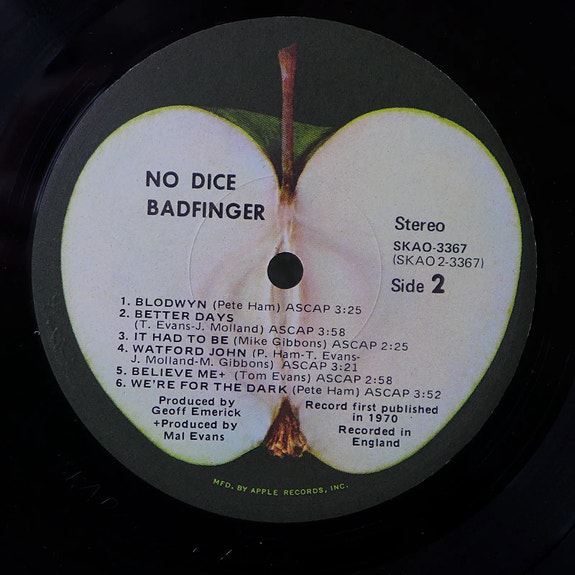 NO DICE
BADFINGER
Stereo
SKAO-3367
(SKAO 2-3367)
Side 2
1. BLODWYN (Pete Ham) ASCAP 3:25
2. BETTER DAYS
(T. Evans-J. Molland) ASCAP 3:58
3. IT HAD TO BE (Mike Gibbons) ASCAP 2:25
4. WATFORD JOHN (P. Ham-T. Evans-
J. Molland-M. Gibbons) ASCAP 3:21
5. BELIEVE ME+ (Tom Evans) ASCAP 2:58
6. WE'RE FOR THE DARK (Pete Ham) ASCAP 3:52
Produced by
Geoff Emerick
+Produced by
Mal Evans
Record first published
in 1970
Recorded in
England
MFD. BY APPLE RECORDS, INC.